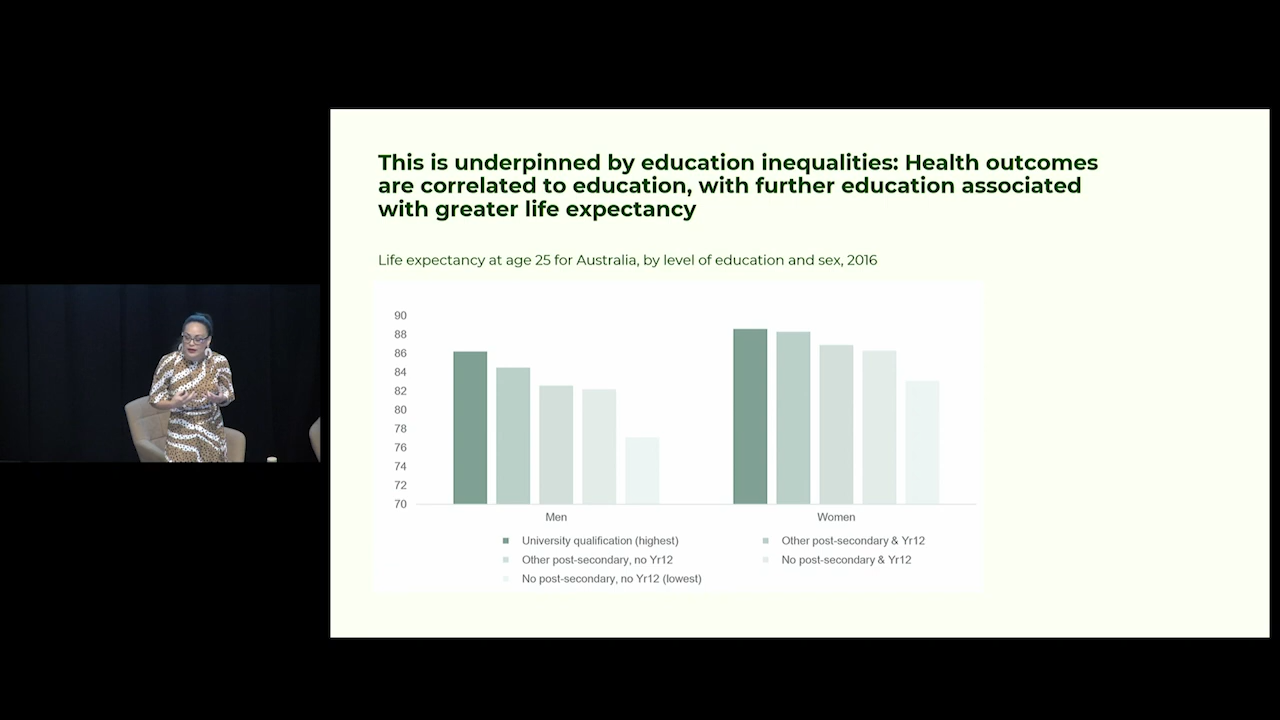 This is underpinned by education inequalities: Health outcomes
are correlated to education, with further education associated
with greater life expectancy
Life expectancy at age 25 for Australia, by level of education and sex, 2016
90
88
86
84
82
80
78
76
74
72
70
Men
Women
University qualification (highest)
Other post-secondary & Yr12
Other post-secondary, no Yr12
No post-secondary & Yr12
No post-secondary, no Yr12 (lowest)